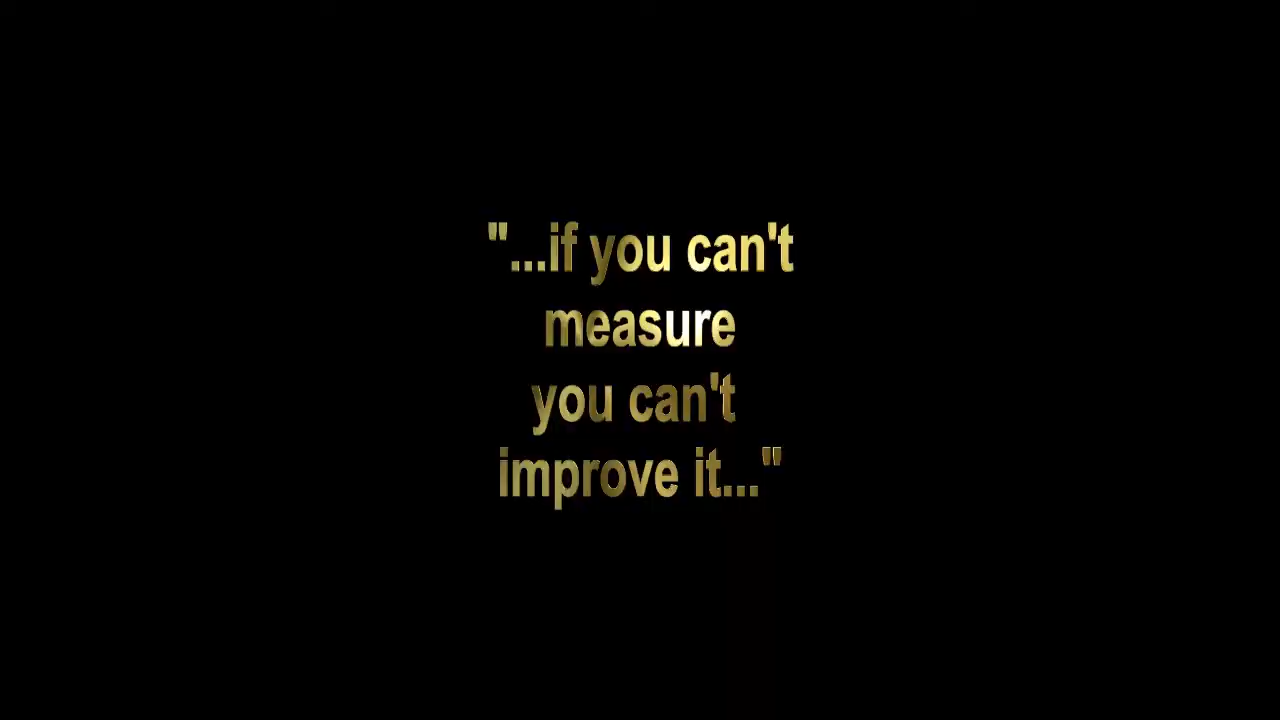 "...if you can't
measure
you can't
improve it..."